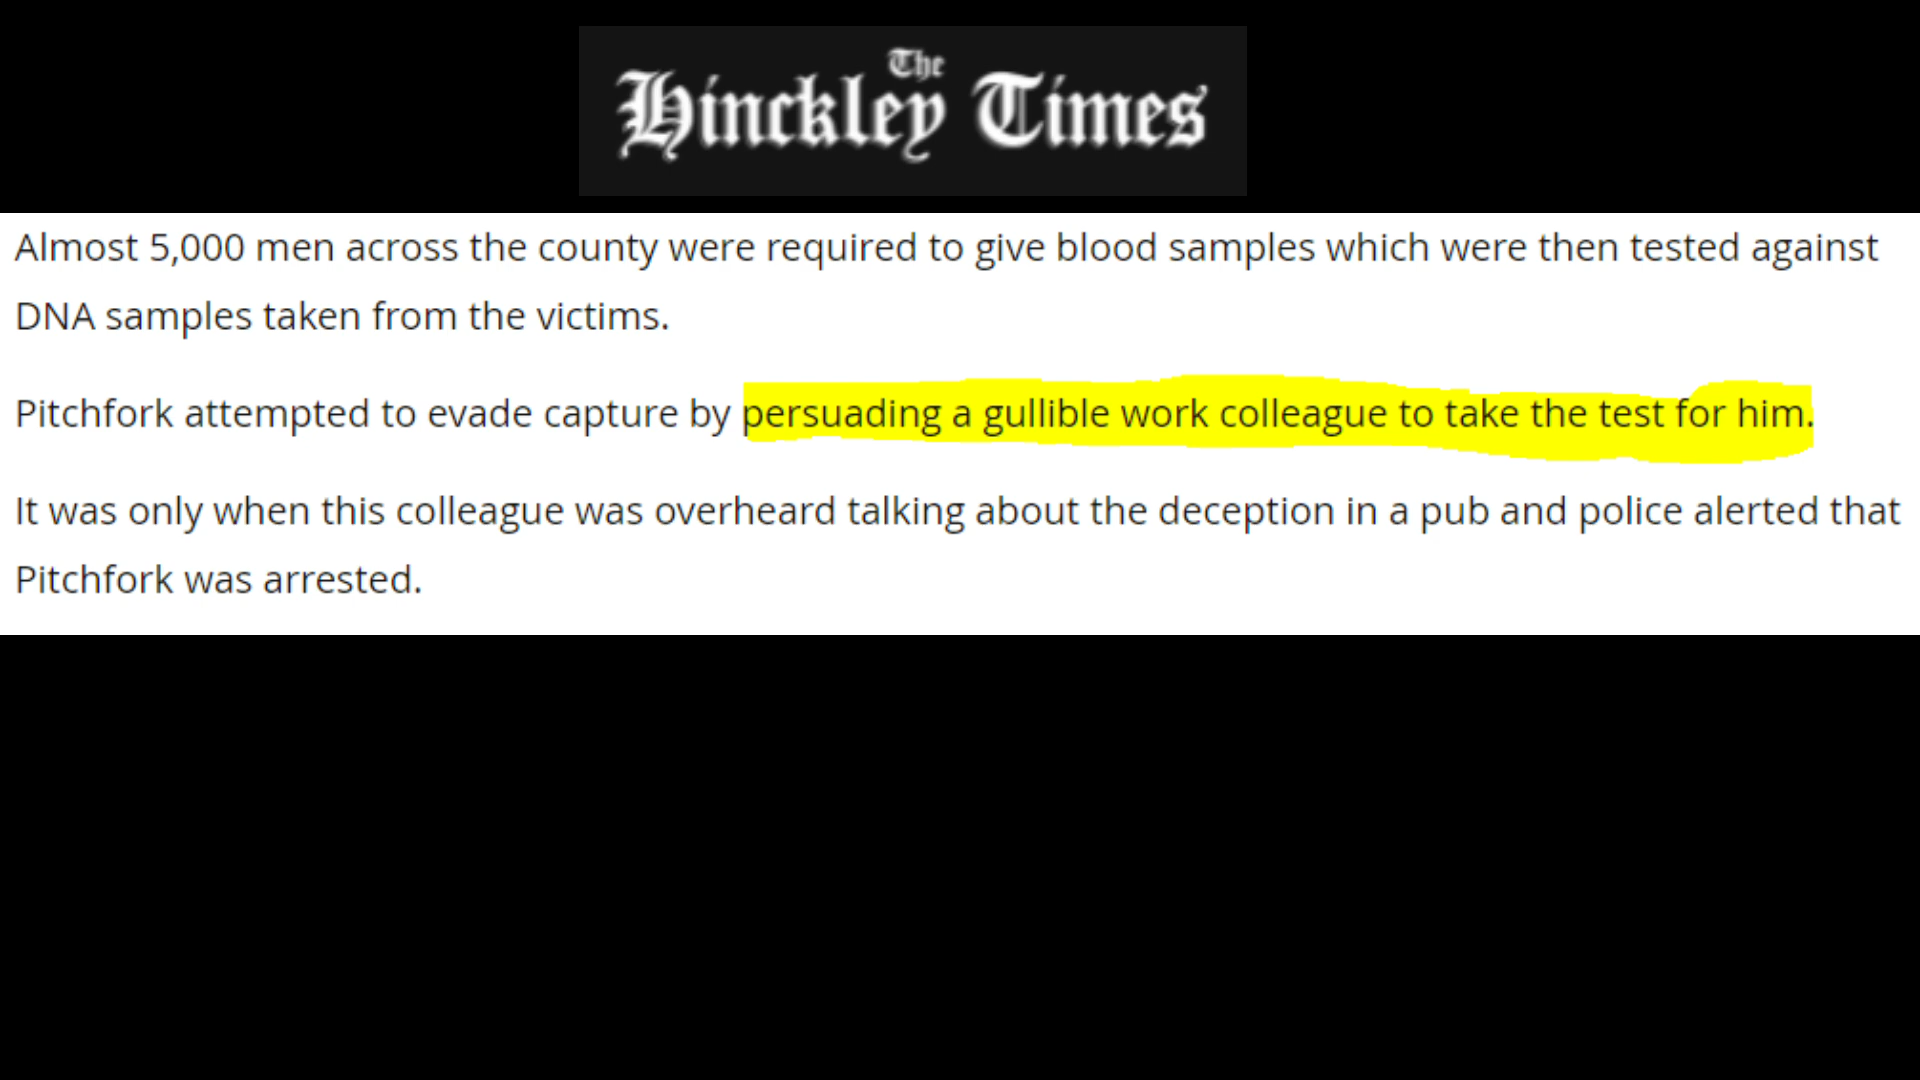 The
Hinckley Times
Almost 5,000 men across the county were required to give blood samples which were then tested against
DNA samples taken from the victims.
Pitchfork attempted to evade capture by persuading a gullible work colleague to take the test for him.
It was only when this colleague was overheard talking about the deception in a pub and police alerted that
Pitchfork was arrested.